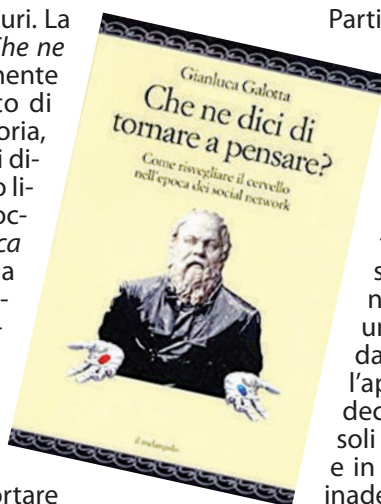 turi. La
Che ne
mente
to di
oria,
i di-
o li-
oc-
ca
a
-
-
ortare
Gianluca Galotta
Che ne dici di
tornare a pensare?
Come risvegliare il cervello
nell'epoca dei social network
il melangolo
Parti
s
n
un
da
l'ap
dec
soli
e in
inade